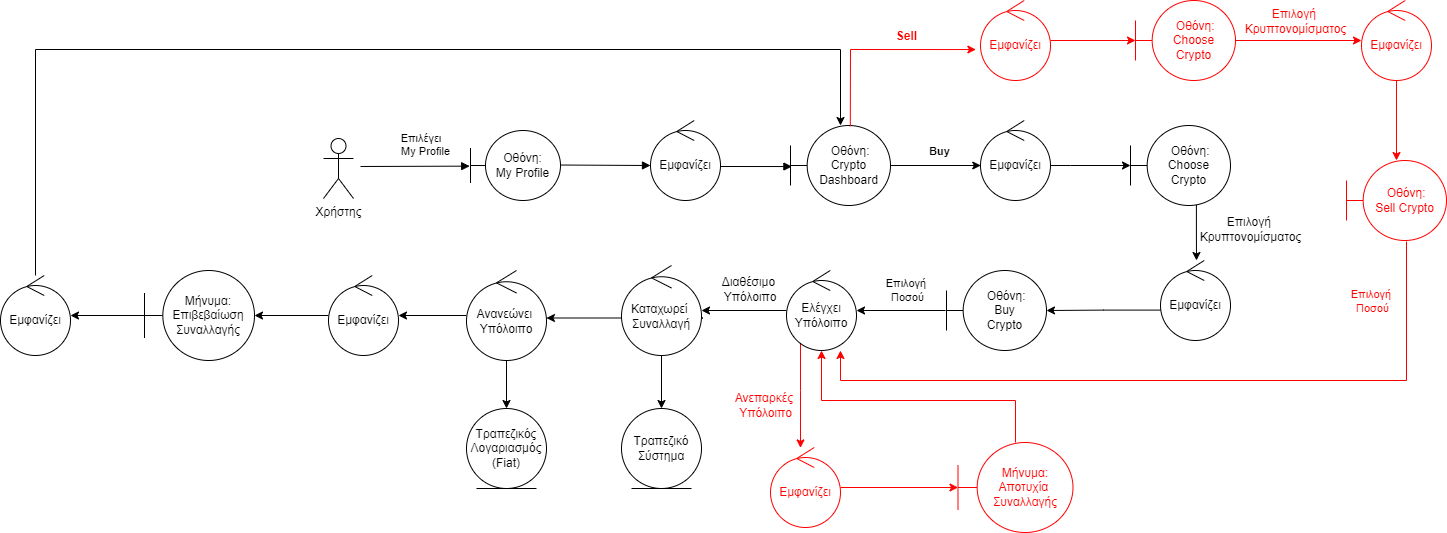 Sell
Εμφανίζει
Οθόνη:
Choose
Crypto
Επιλογή
Κρυπτονομίσματος
Εμφανίζει
Επιλέγει
My Profile
Χρήστης
Οθόνη:
My Profile
Εμφανίζει
Οθόνη:
Crypto
Dashboard
Buy
Εμφανίζει
Οθόνη:
Choose
Crypto
Οθόνη:
Sell Crypto
Επιλογή
Κρυπτονομίσματος
Εμφανίζει
Μήνυμα:
Επιβεβαίωση
Συναλλαγής
Εμφανίζει
Ανανεώνει
Υπόλοιπο
Καταχωρεί
Συναλλαγή
Διαθέσιμο
Υπόλοιπο
Ελέγχει
Υπόλοιπο
Επιλογή
Ποσού
Οθόνη:
Buy
Crypto
Εμφανίζει
Επιλογή
Ποσού
Ανεπαρκές
Υπόλοιπο
Τραπεζικός
Λογαριασμός
(Fiat)
Τραπεζικό
Σύστημα
Εμφανίζει
Μήνυμα:
Αποτυχία
Συναλλαγής